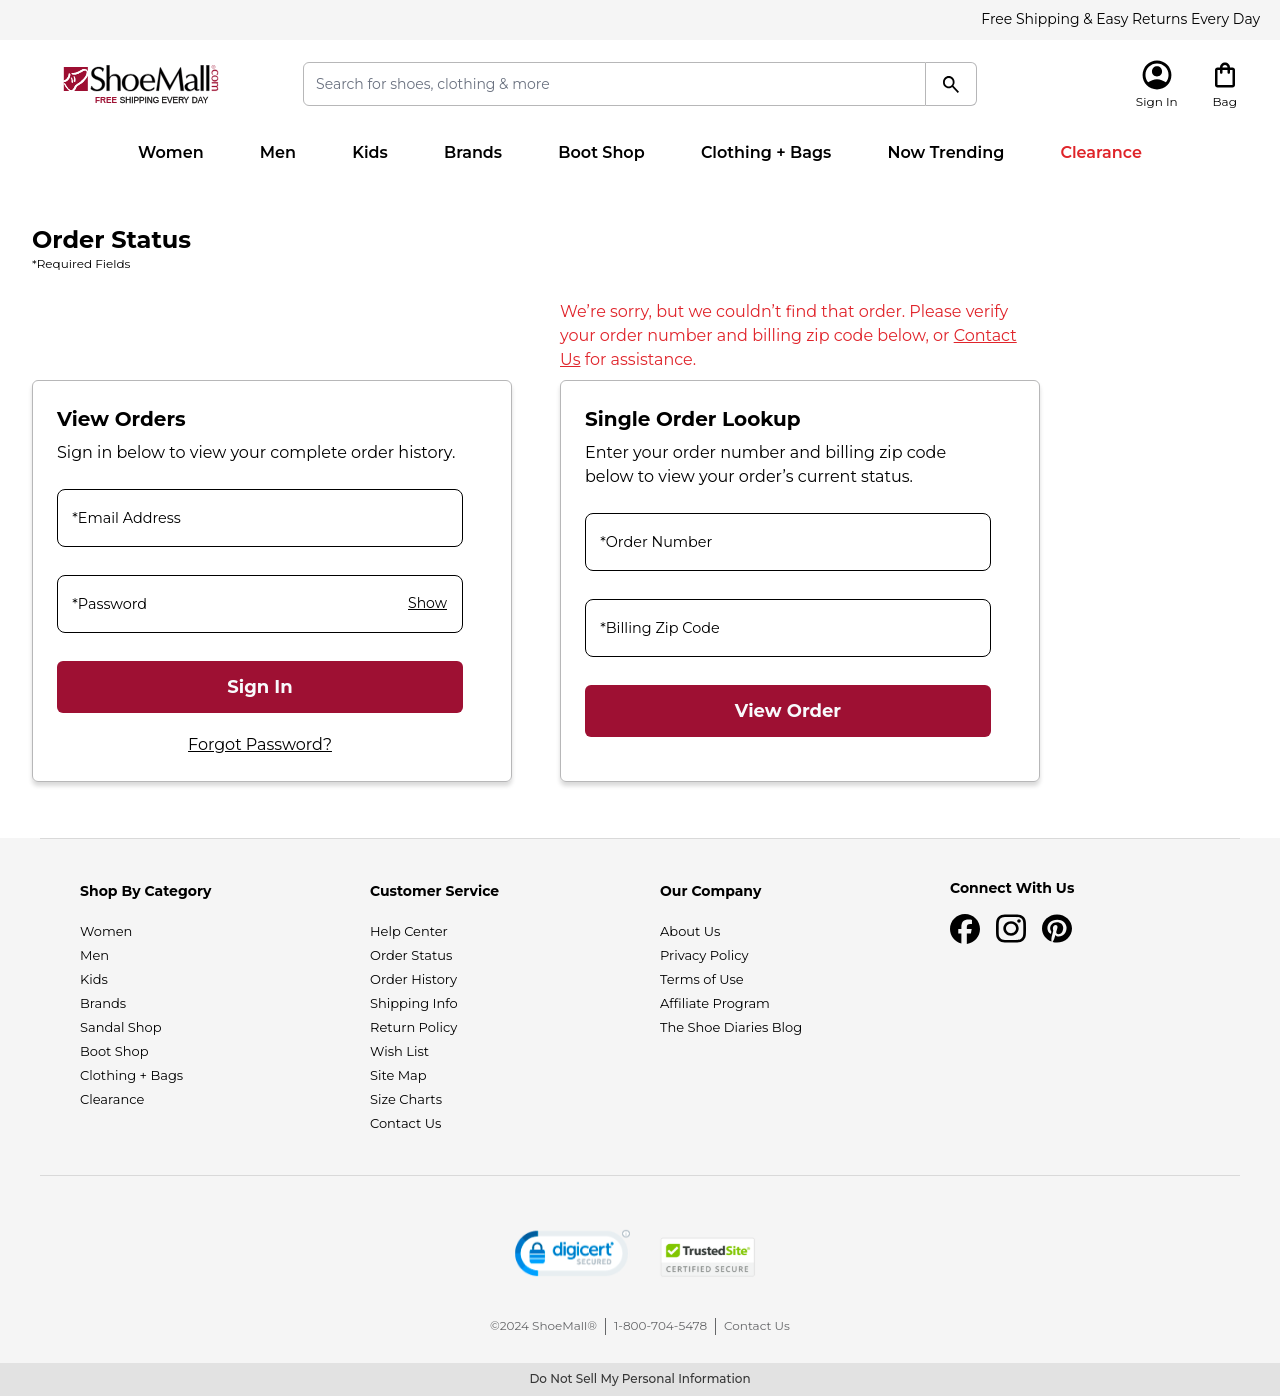 Free Shipping & Easy Returns Every Day
ShoeMall®.com
FREE SHIPPING EVERY DAY
Search for shoes, clothing & more
Sign In
Bag
Women
Men
Kids
Brands
Boot Shop
Clothing + Bags
Now Trending
Clearance
Order Status
*Required Fields
We’re sorry, but we couldn’t find that order. Please verify
your order number and billing zip code below, or Contact
Us for assistance.
View Orders
Sign in below to view your complete order history.
*Email Address
*Password
Show
Sign In
Forgot Password?
Single Order Lookup
Enter your order number and billing zip code
below to view your order’s current status.
*Order Number
*Billing Zip Code
View Order
Shop By Category
Women
Men
Kids
Brands
Sandal Shop
Boot Shop
Clothing + Bags
Clearance
Customer Service
Help Center
Order Status
Order History
Shipping Info
Return Policy
Wish List
Site Map
Size Charts
Contact Us
Our Company
About Us
Privacy Policy
Terms of Use
Affiliate Program
The Shoe Diaries Blog
Connect With Us
digicert
SECURED
TrustedSite
CERTIFIED SECURE
©2024 ShoeMall®
1-800-704-5478
Contact Us
Do Not Sell My Personal Information